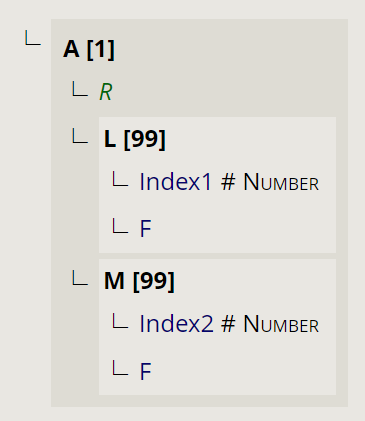 A [1]
R
L [99]
Index1 # Number
F
M [99]
Index2 # Number
F